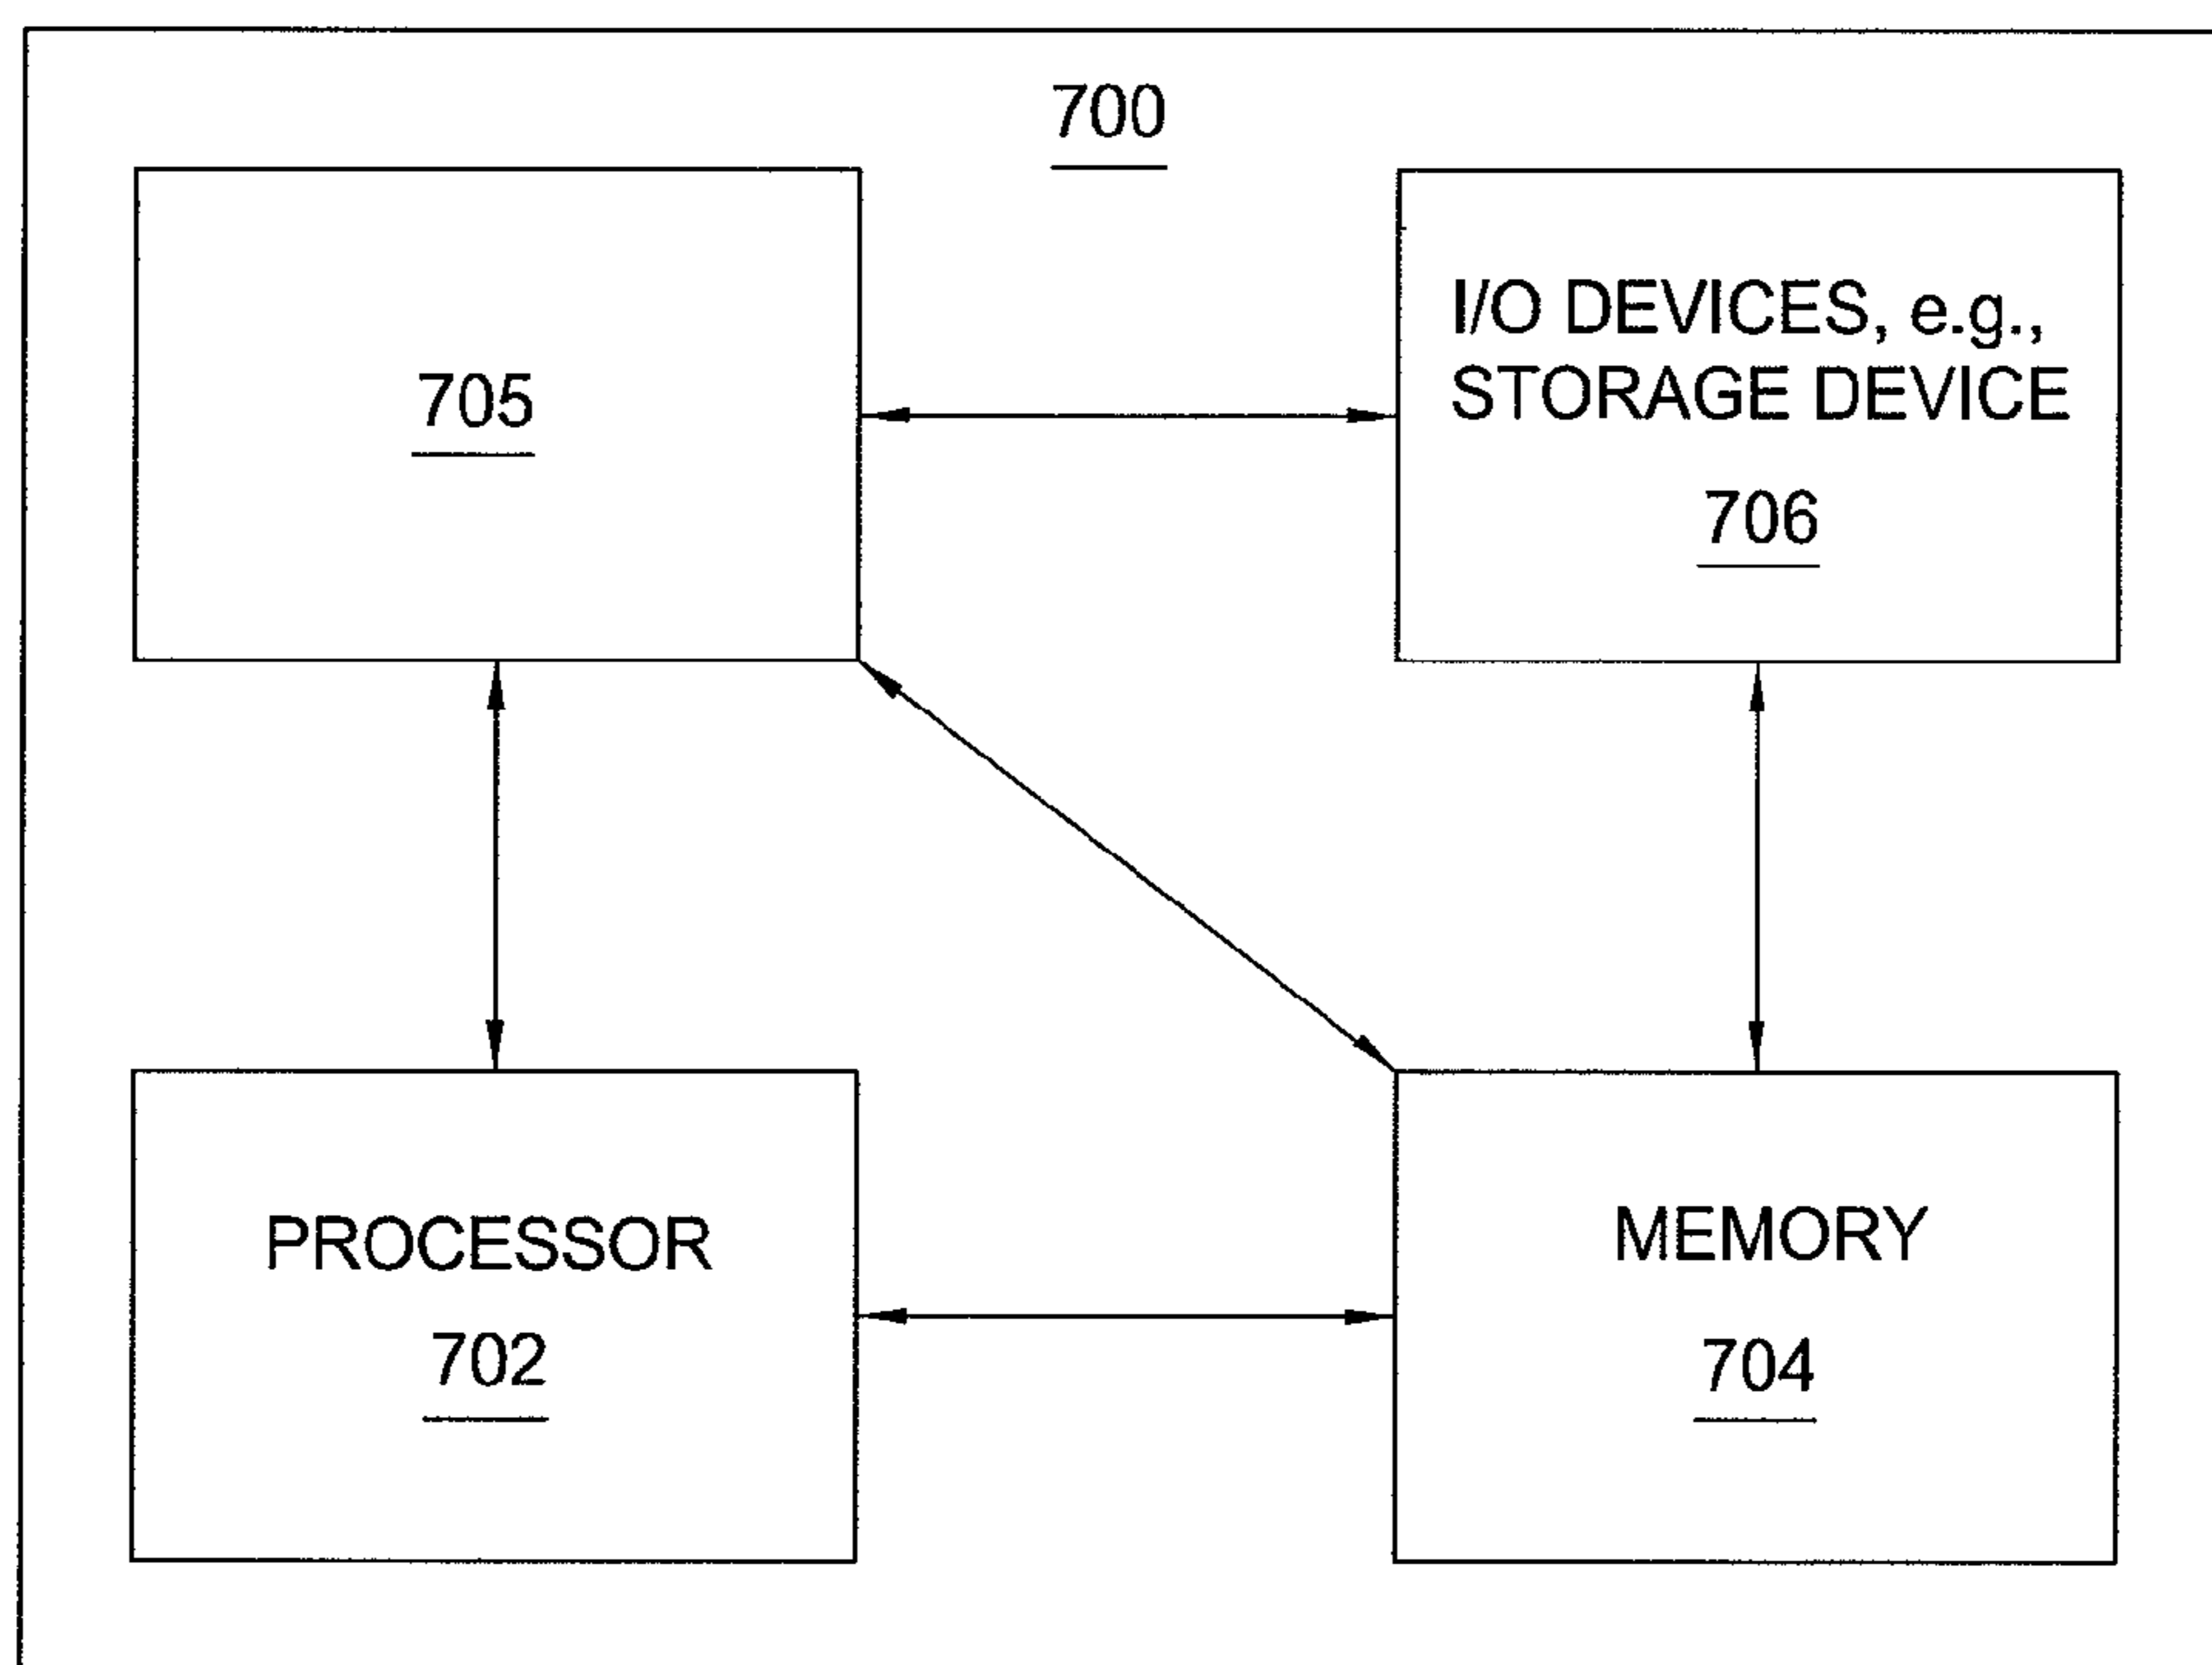 700
705
I/O DEVICES, e.g.,
STORAGE DEVICE
706
PROCESSOR
702
MEMORY
704